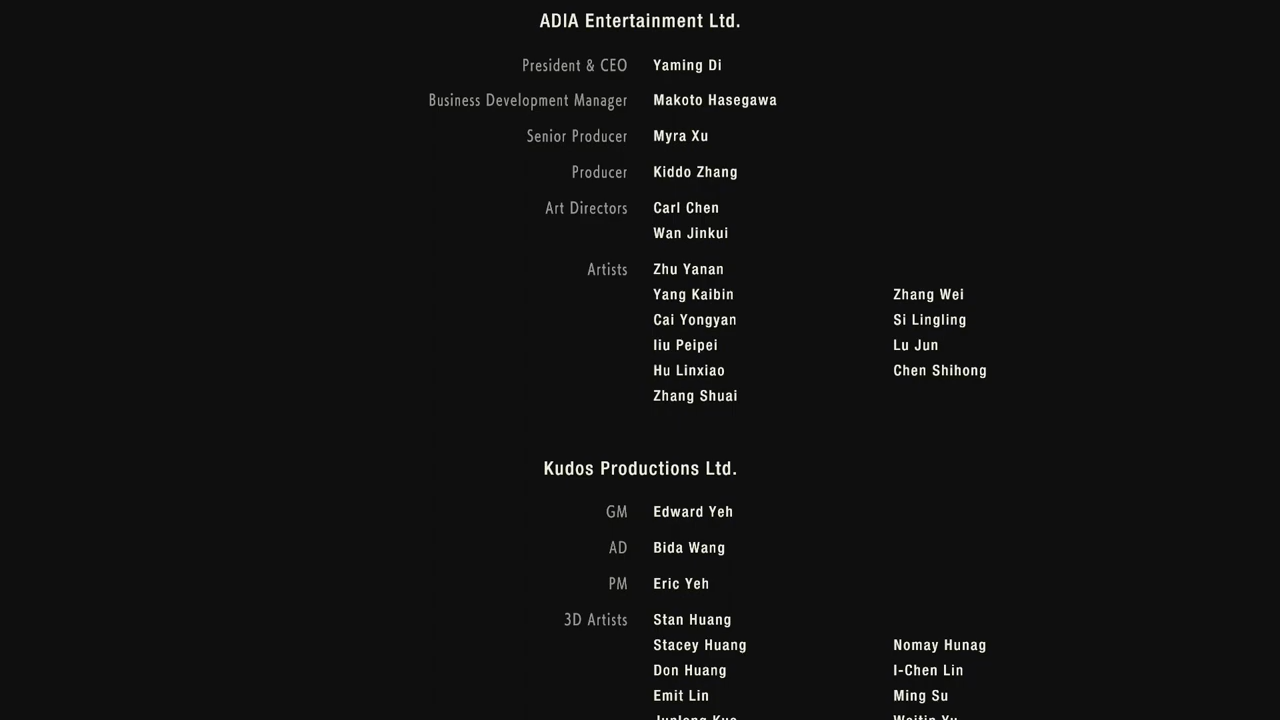 ADIA Entertainment Ltd.
President & CEO Yaming Di
Business Development Manager Makoto Hasegawa
Senior Producer Myra Xu
Producer Kiddo Zhang
Art Directors Carl Chen
Wan Jinkui
Artists Zhu Yanan
Yang Kaibin Zhang Wei
Cai Yongyan Si Lingling
liu Peipei Lu Jun
Hu Linxiao Chen Shihong
Zhang Shuai
Kudos Productions Ltd.
GM Edward Yeh
AD Bida Wang
PM Eric Yeh
3D Artists Stan Huang
Stacey Huang Nomay Hunag
Don Huang I-Chen Lin
Emit Lin Ming Su